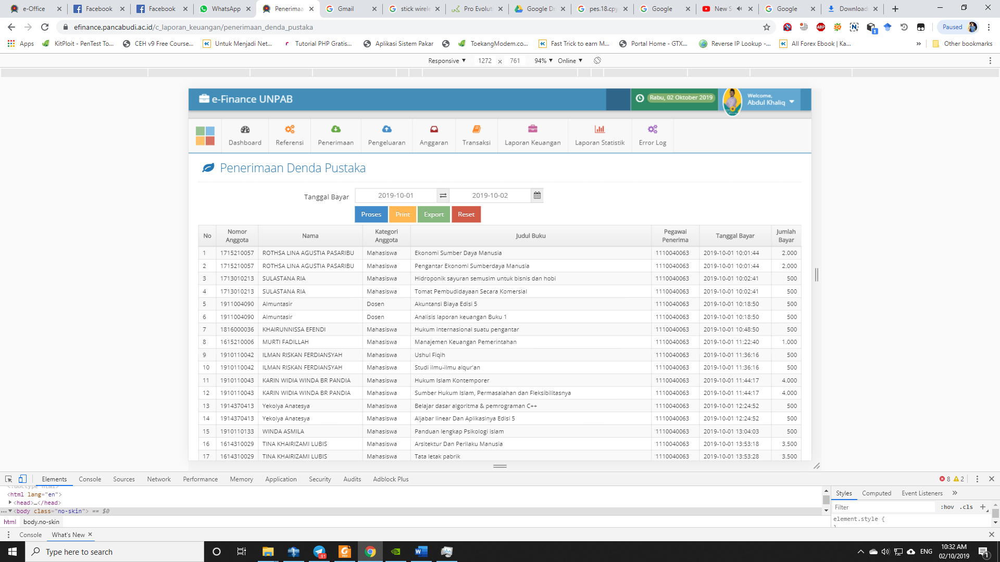 e-Office
Facebook
Facebook
WhatsApp
Penerimaa
Gmail
stick wirele
Pro Evoluti
Google Dri
pes.18.cpy
Google
New S
Google
Download
efinance.pancabudi.ac.id/c_laporan_keuangan/penerimaan_denda_pustaka
Paused
Apps
KitPloit - PenTest To...
CEH v9 Free Course...
Untuk Menjadi Net...
Tutorial PHP Gratis...
Aplikasi Sistem Pakar
ToekangModem.co...
Fast Trick to earn M...
Portal Home - GTX...
Reverse IP Lookup -...
All Forex Ebook | Ka...
» Other bookmarks
Responsive ▼ 1272 × 761 94% ▼ Online ▼
e-Finance UNPAB
Rabu, 02 Oktober 2019
Welcome,
Abdul Khaliq
Dashboard
Referensi
Penerimaan
Pengeluaran
Anggaran
Transaksi
Laporan Keuangan
Laporan Statistik
Error Log
Penerimaan Denda Pustaka
Tanggal Bayar 2019-10-01 2019-10-02
Proses Print Export Reset
No Nomor Anggota Nama Kategori Anggota Judul Buku Pegawai Penerima Tanggal Bayar Jumlah Bayar
1 1715210057 ROTHSA LINA AGUSTIA PASARIBU Mahasiswa Ekonomi Sumber Daya Manusia 1110040063 2019-10-01 10:01:44 2.000
2 1715210057 ROTHSA LINA AGUSTIA PASARIBU Mahasiswa Pengantar Ekonomi Sumberdaya Manusia 1110040063 2019-10-01 10:01:44 2.000
3 1713010213 SULASTANA RIA Mahasiswa Hidroponik sayuran semusim untuk bisnis dan hobi 1110040063 2019-10-01 10:02:41 500
4 1713010213 SULASTANA RIA Mahasiswa Tomat Pembudidayaan Secara Komersial 1110040063 2019-10-01 10:02:41 500
5 1911004090 Almuntasir Dosen Akuntansi Biaya Edisi 5 1110040063 2019-10-01 10:18:50 500
6 1911004090 Almuntasir Dosen Analisis laporan keuangan Buku 1 1110040063 2019-10-01 10:18:50 500
7 1816000036 KHAIRUNNISSA EFENDI Mahasiswa Hukum internasional suatu pengantar 1110040063 2019-10-01 10:48:50 500
8 1615210006 MURTI FADILLAH Mahasiswa Manajemen Keuangan Pemerintahan 1110040063 2019-10-01 11:22:40 1.000
9 1910110042 ILMAN RISKAN FERDIANSYAH Mahasiswa Ushul Fiqih 1110040063 2019-10-01 11:36:16 500
10 1910110042 ILMAN RISKAN FERDIANSYAH Mahasiswa Studi ilmu-ilmu alqur'an 1110040063 2019-10-01 11:36:16 500
11 1910110043 KARIN WIDIA WINDA BR PANDIA Mahasiswa Hukum Islam Kontemporer 1110040063 2019-10-01 11:44:17 4.000
12 1910110043 KARIN WIDIA WINDA BR PANDIA Mahasiswa Sumber Hukum Islam, Permasalahan dan Fleksibilitasnya 1110040063 2019-10-01 11:44:17 4.000
13 1914370413 Yekolya Anatesya Mahasiswa Belajar dasar algoritma & pemrograman C++ 1110040063 2019-10-01 12:24:52 500
14 1914370413 Yekolya Anatesya Mahasiswa Aljabar linear Dan Aplikasinya Edisi 5 1110040063 2019-10-01 12:24:52 500
15 1910110133 WINDA ASMILA Mahasiswa Panduan lengkap Psikologi islam 1110040063 2019-10-01 13:04:03 500
16 1614310029 TINA KHAIRIZAMI LUBIS Mahasiswa Arsitektur Dan Perilaku Manusia 1110040063 2019-10-01 13:53:18 3.500
17 1614310029 TINA KHAIRIZAMI LUBIS Mahasiswa Tata letak pabrik 1110040063 2019-10-01 13:53:28 3.500
Elements Console Sources Network Performance Memory Application Security Audits Adblock Plus 8 2
<!doctype html>
<html lang="en">
<head>…</head>
<body class="no-skin"> == $0
html body.no-skin
Styles Computed Event Listeners »
Filter :hov .cls +
element.style {
Console What's New ×
Type here to search
91
ENG
10:32 AM
02/10/2019
1